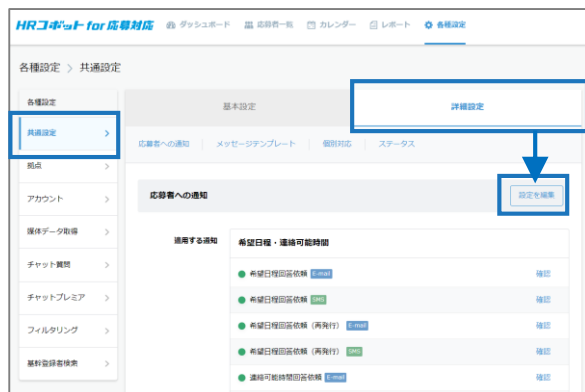 HRコボット for 応募対応 ダッシュボード 応募者一覧 カレンダー レポート 各種設定
各種設定 > 共通設定
各種設定
基本設定 詳細設定
共通設定 >
応募者への通知 メッセージテンプレート 個別対応 ステータス
拠点 >
応募者への通知 設定を編集
アカウント >
媒体データ取得 >
適用する通知 希望日程・連絡可能時間
チャット質問 >
希望日程回答依頼 E-mail 確認
チャットプレミア >
希望日程回答依頼 SMS 確認
フィルタリング >
希望日程回答依頼（再発行） E-mail 確認
希望日程回答依頼（再発行） SMS 確認
基幹登録者検索 >
連絡可能時間回答依頼 E-mail 確認